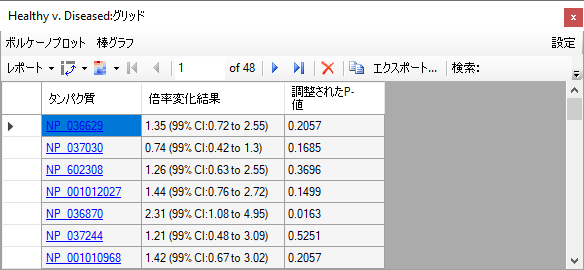 Healthy v. Diseased:グリッド
ボルケーノプロット 棒グラフ 設定
レポート 1 of 48 エクスポート... 検索:
タンパク質 倍率変化結果 調整されたP-値
NP_036629 1.35 (99% CI:0.72 to 2.55) 0.2057
NP_037030 0.74 (99% CI:0.42 to 1.3) 0.1685
NP_602308 1.26 (99% CI:0.63 to 2.55) 0.3696
NP_001012027 1.44 (99% CI:0.76 to 2.72) 0.1499
NP_036870 2.31 (99% CI:1.08 to 4.95) 0.0163
NP_037244 1.21 (99% CI:0.48 to 3.09) 0.5251
NP_001010968 1.42 (99% CI:0.67 to 3.02) 0.2057